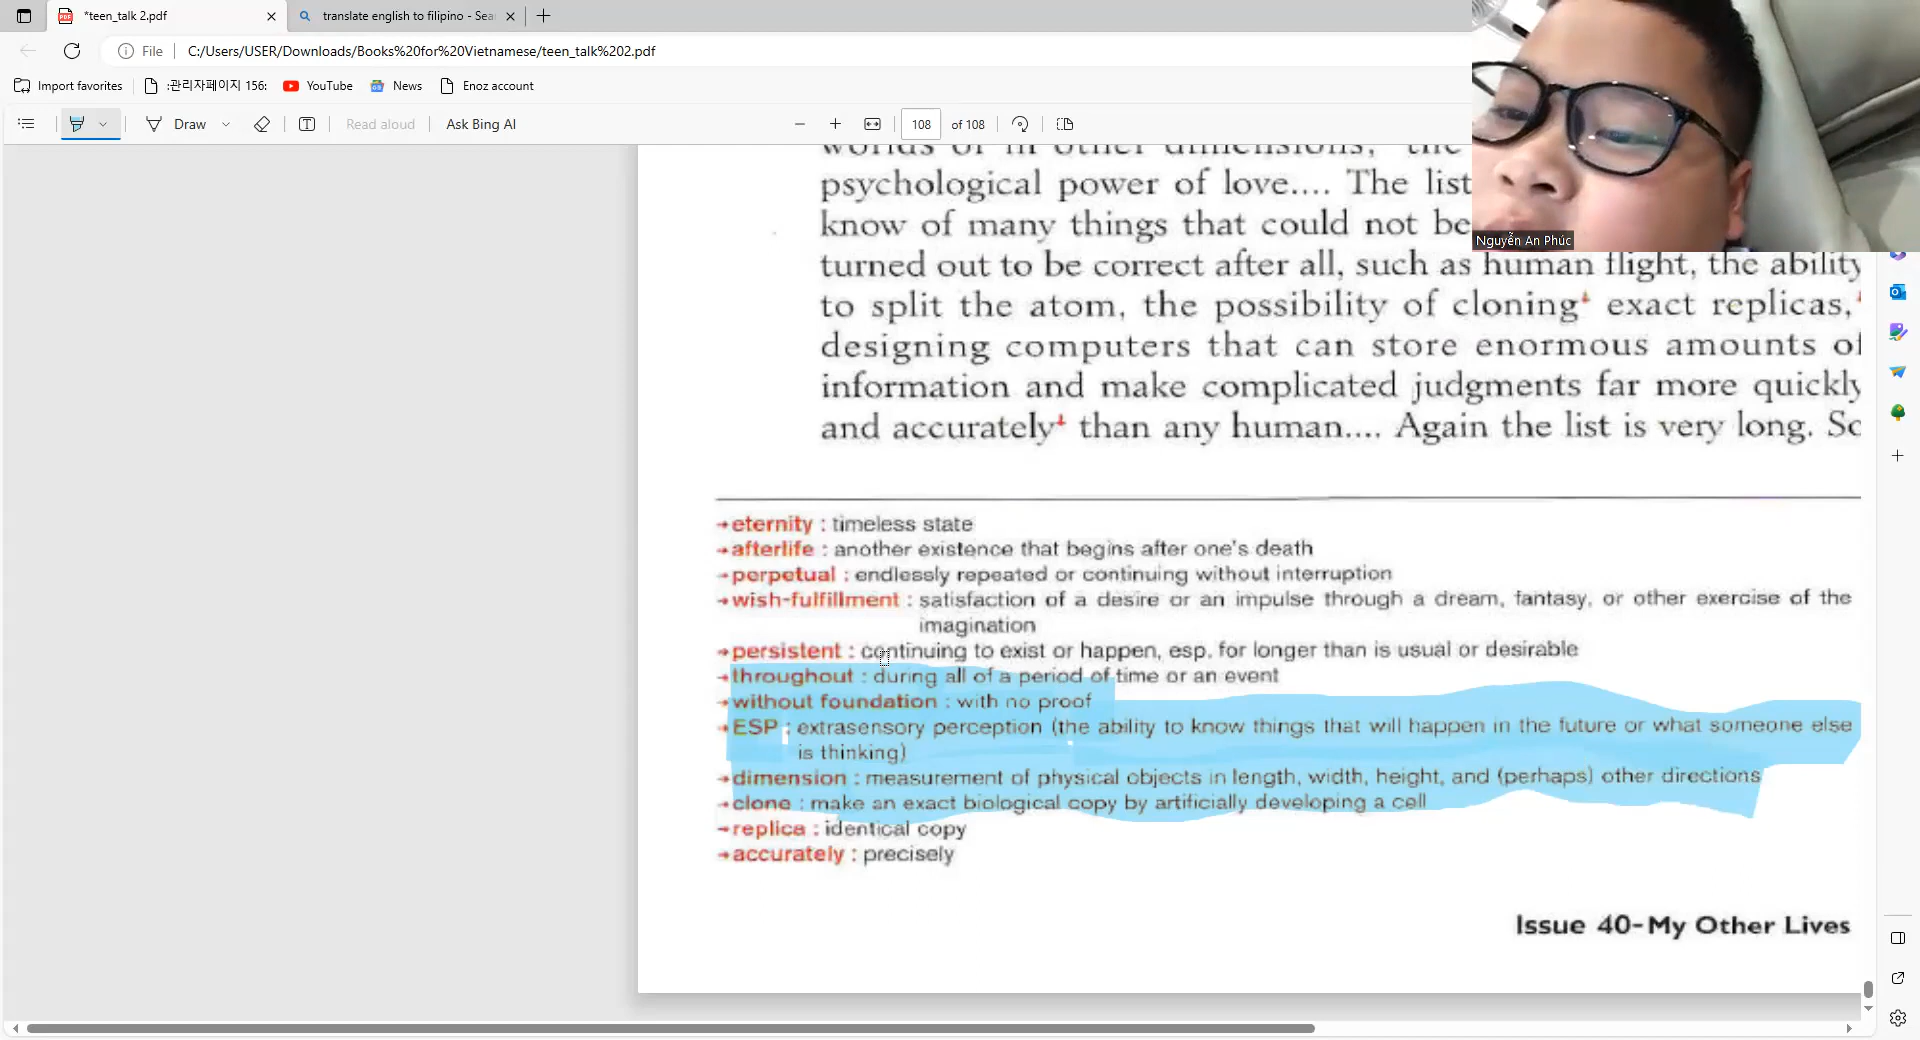 *teen_talk 2.pdf
translate english to filipino - Sea
File
C:/Users/USER/Downloads/Books%20for%20Vietnamese/teen_talk%202.pdf
Import favorites
:관리자페이지 156:
YouTube
News
Enoz account
Draw
Read aloud
Ask Bing AI
108
of 108
worlds or in other dimensions, the
psychological power of love.... The list
know of many things that could not be
Nguyễn An Phúc
turned out to be correct after all, such as human flight, the ability
to split the atom, the possibility of cloning exact replicas,
designing computers that can store enormous amounts of
information and make complicated judgments far more quickly
and accurately than any human.... Again the list is very long. So
eternity : timeless state
afterlife : another existence that begins after one's death
perpetual : endlessly repeated or continuing without interruption
wish-fulfillment : satisfaction of a desire or an impulse through a dream, fantasy, or other exercise of the
imagination
persistent : continuing to exist or happen, esp. for longer than is usual or desirable
throughout : during all of a period of time or an event
without foundation : with no proof
ESP : extrasensory perception (the ability to know things that will happen in the future or what someone else
is thinking)
dimension : measurement of physical objects in length, width, height, and (perhaps) other directions
clone : make an exact biological copy by artificially developing a cell
replica : identical copy
accurately : precisely
Issue 40-My Other Lives